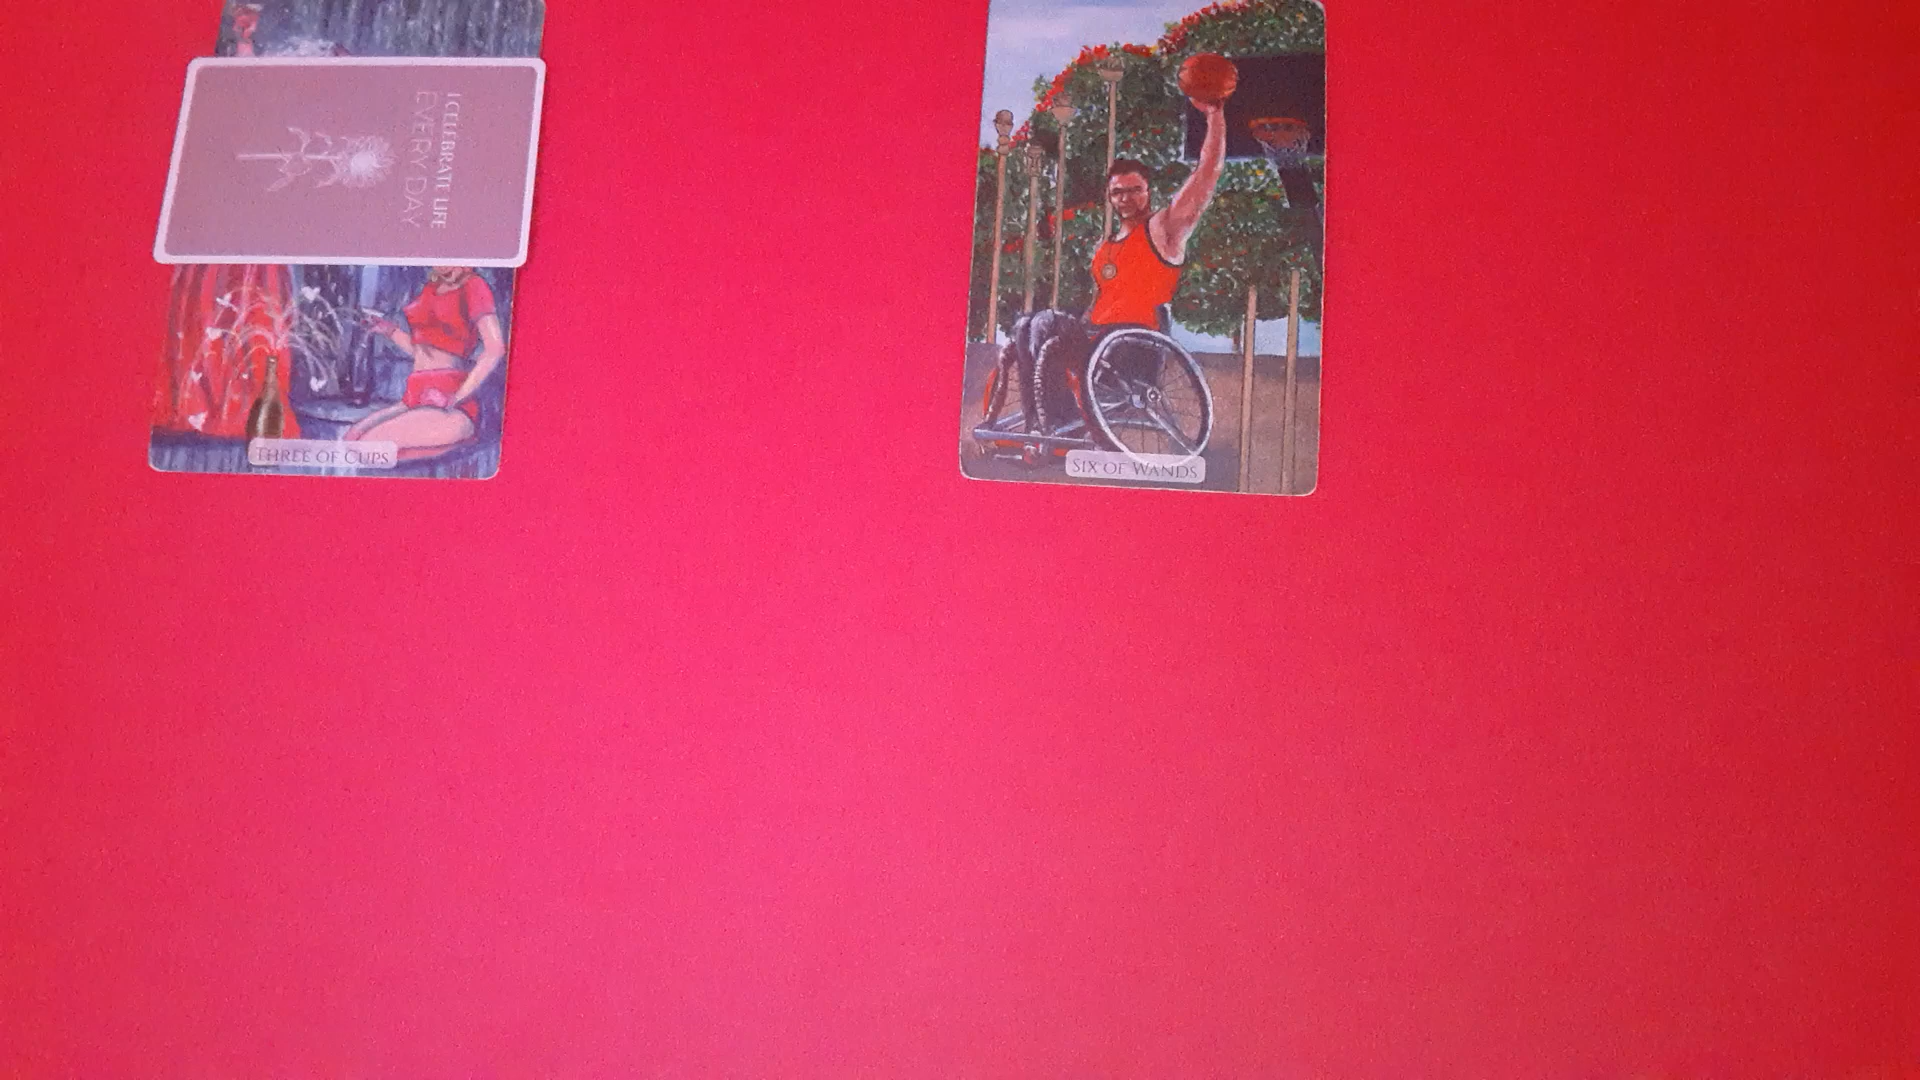 I CELEBRATE LIFE
EVERY DAY
THREE OF CUPS
SIX OF WANDS